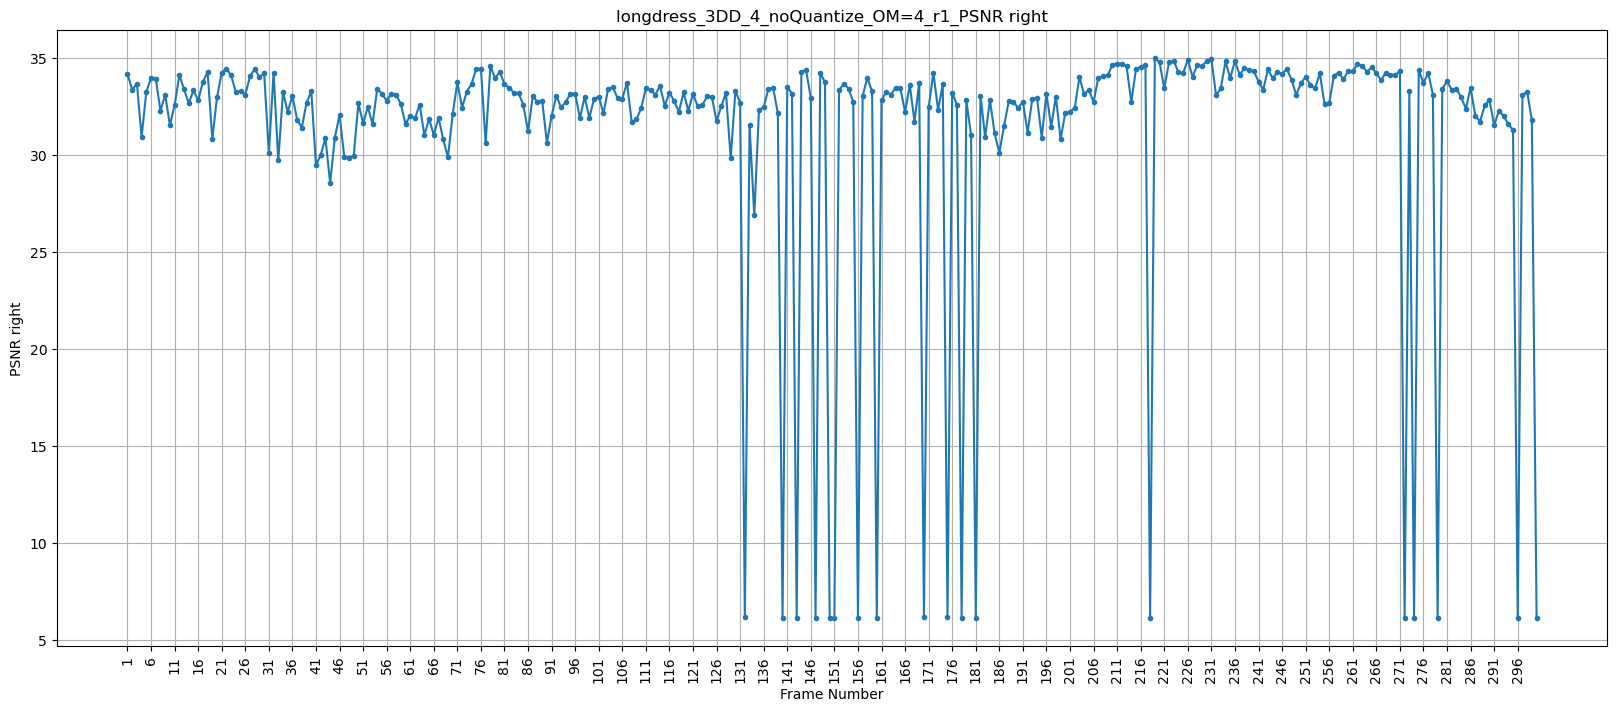 longdress_3DD_4_noQuantize_OM=4_r1_PSNR right
PSNR right
35
30
25
20
15
10
5
1 6 11 16 21 26 31 36 41 46 51 56 61 66 71 76 81 86 91 96 101 106 111 116 121 126 131 136 141 146 151 156 161 166 171 176 181 186 191 196 201 206 211 216 221 226 231 236 241 246 251 256 261 266 271 276 281 286 291 296
Frame Number